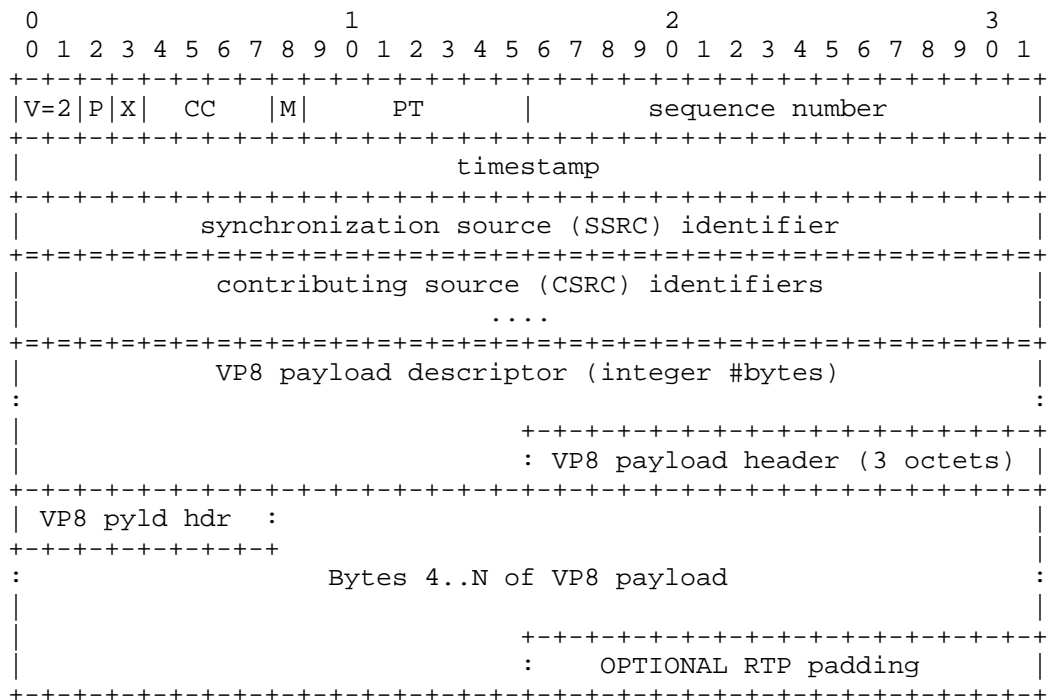 0                   1                   2                   3
 0 1 2 3 4 5 6 7 8 9 0 1 2 3 4 5 6 7 8 9 0 1 2 3 4 5 6 7 8 9 0 1
+-+-+-+-+-+-+-+-+-+-+-+-+-+-+-+-+-+-+-+-+-+-+-+-+-+-+-+-+-+-+-+-+
|V=2|P|X|  CC   |M|     PT      |       sequence number         |
+-+-+-+-+-+-+-+-+-+-+-+-+-+-+-+-+-+-+-+-+-+-+-+-+-+-+-+-+-+-+-+-+
|                           timestamp                           |
+-+-+-+-+-+-+-+-+-+-+-+-+-+-+-+-+-+-+-+-+-+-+-+-+-+-+-+-+-+-+-+-+
|           synchronization source (SSRC) identifier            |
+=+=+=+=+=+=+=+=+=+=+=+=+=+=+=+=+=+=+=+=+=+=+=+=+=+=+=+=+=+=+=+=+
|            contributing source (CSRC) identifiers             |
|                             ....                              |
+=+=+=+=+=+=+=+=+=+=+=+=+=+=+=+=+=+=+=+=+=+=+=+=+=+=+=+=+=+=+=+=+
|            VP8 payload descriptor (integer #bytes)            |
:                                                               :
|                               +-+-+-+-+-+-+-+-+-+-+-+-+-+-+-+-+
|                               : VP8 payload header (3 octets) |
+-+-+-+-+-+-+-+-+-+-+-+-+-+-+-+-+-+-+-+-+-+-+-+-+-+-+-+-+-+-+-+-+
| VP8 pyld hdr  :                                               |
+-+-+-+-+-+-+-+-+                                               |
:                   Bytes 4..N of VP8 payload                   :
|                                                               |
|                               +-+-+-+-+-+-+-+-+-+-+-+-+-+-+-+-+
|                               :    OPTIONAL RTP padding       |
+-+-+-+-+-+-+-+-+-+-+-+-+-+-+-+-+-+-+-+-+-+-+-+-+-+-+-+-+-+-+-+-+